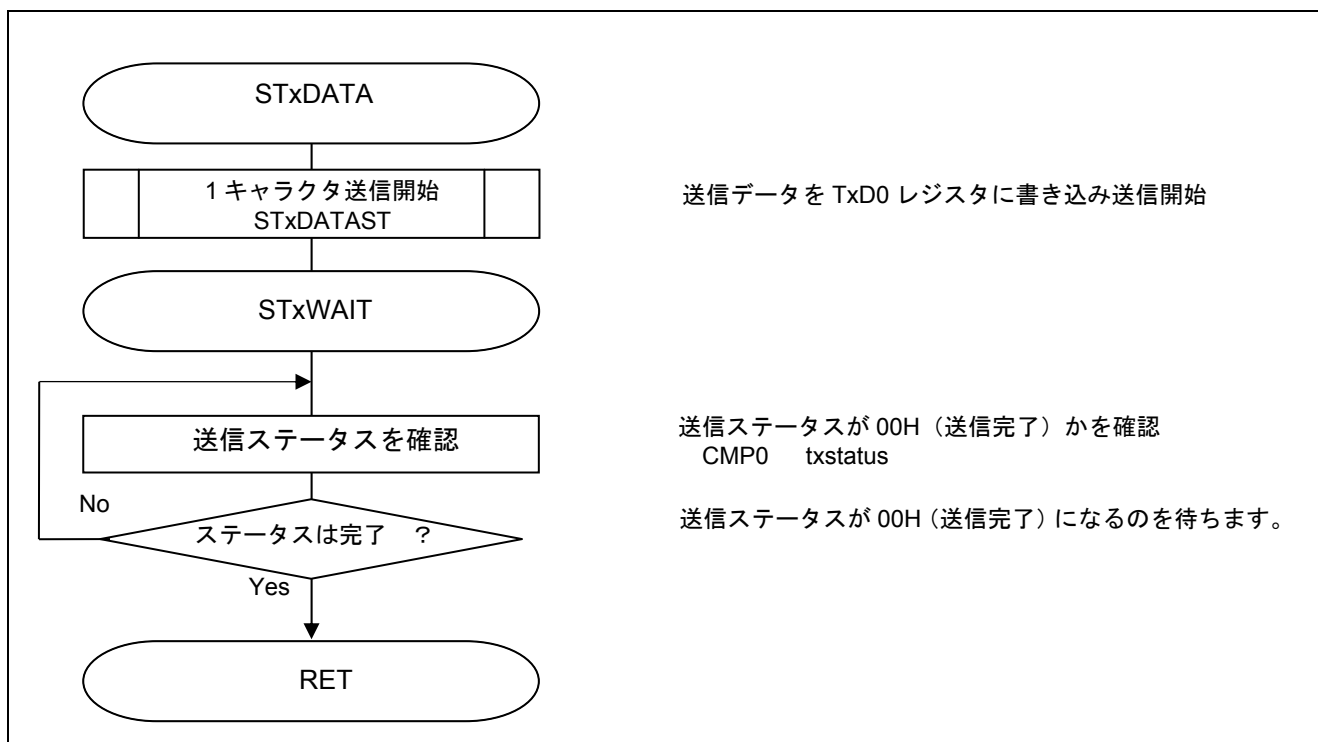 STxDATA
1 キャラクタ送信開始
STxDATAST
送信データを TxD0 レジスタに書き込み送信開始
STxWAIT
送信ステータスを確認
送信ステータスが 00H（送信完了）かを確認
CMP0 txstatus
No
ステータスは完了 ？
送信ステータスが 00H（送信完了）になるのを待ちます。
Yes
RET